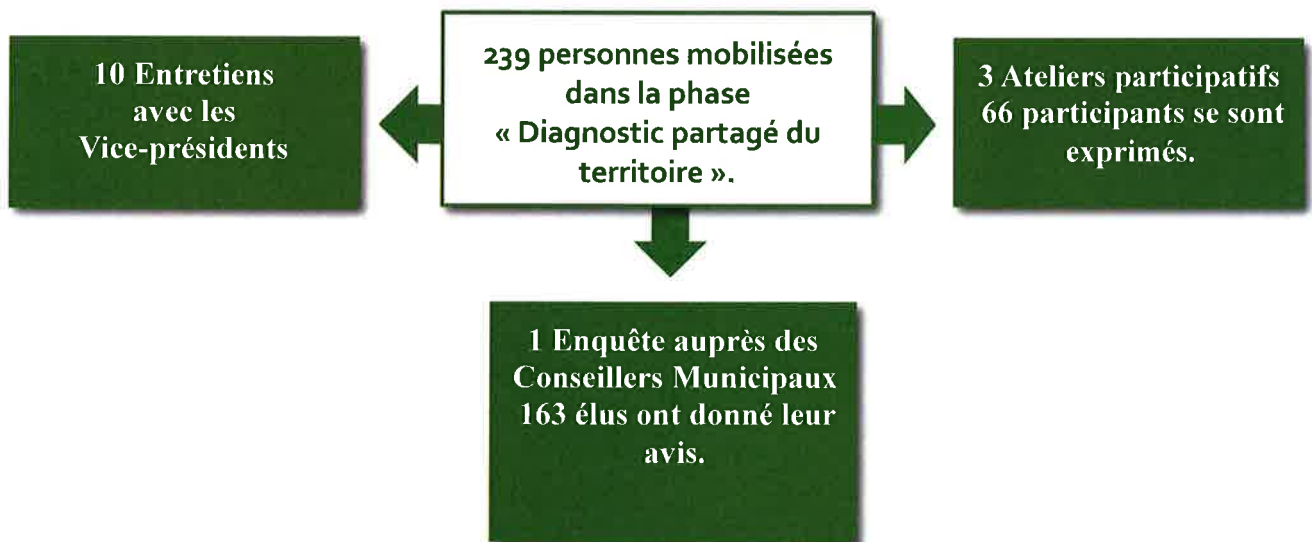 239 personnes mobilisées
dans la phase
« Diagnostic partagé du
territoire ».
10 Entretiens
avec les
Vice-présidents
3 Ateliers participatifs
66 participants se sont
exprimés.
1 Enquête auprès des
Conseillers Municipaux
163 élus ont donné leur
avis.